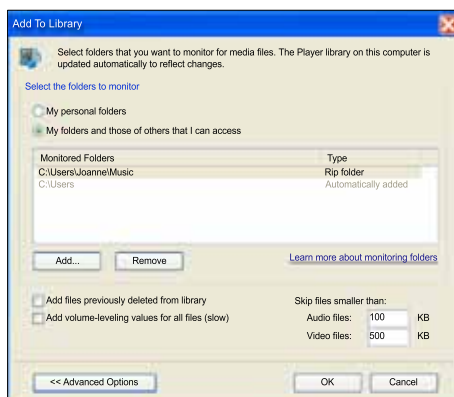 Add To Library
Select folders that you want to monitor for media files. The Player library on this computer is
updated automatically to reflect changes.
Select the folders to monitor
My personal folders
My folders and those of others that I can access
Monitored Folders Type
C:\Users\Joanne\Music Rip folder
C:\Users Automatically added
Add... Remove Learn more about monitoring folders
Add files previously deleted from library Skip files smaller than:
Add volume-leveling values for all files (slow) Audio files: 100 KB
Video files: 500 KB
<< Advanced Options OK Cancel